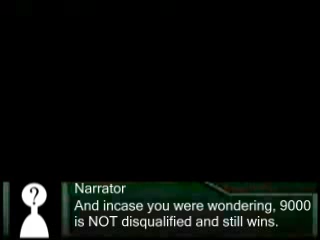 ?
Narrator
And incase you were wondering, 9000
is NOT disqualified and still wins.